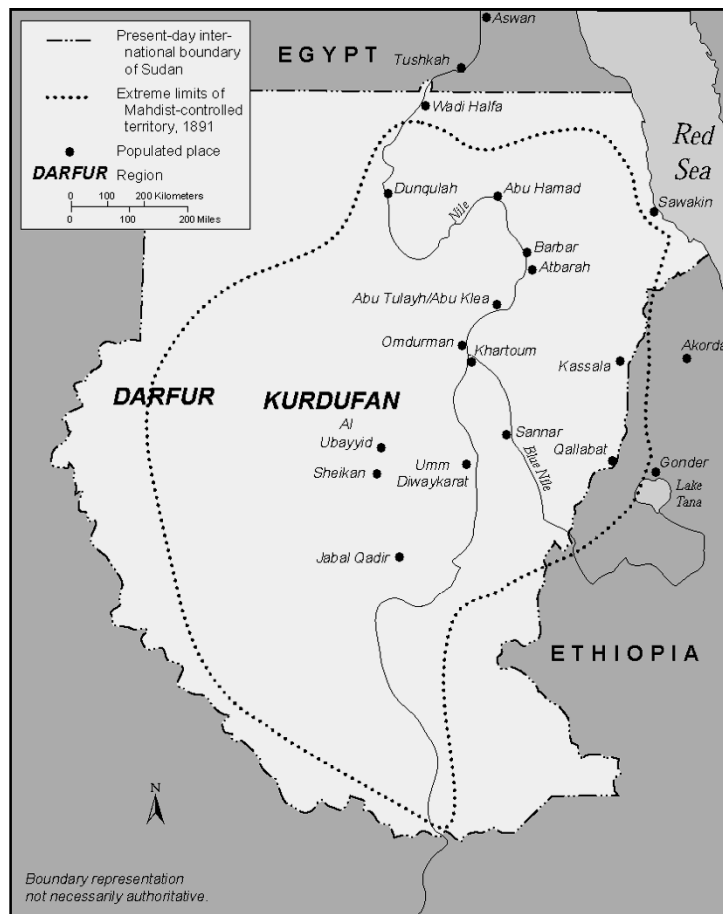 Present-day inter-
national boundary
of Sudan
Extreme limits of
Mahdist-controlled
territory, 1891
Populated place
DARFUR Region
0 100 200 Kilometers
0 100 200 Miles
Aswan
EGYPT
Tushkah
Wadi Halfa
Red
Sea
Dunqulah
Nile
Abu Hamad
Sawakin
Barbar
Atbarah
Abu Tulayh/Abu Klea
Omdurman
Khartoum
Kassala
Akorda
DARFUR
KURDUFAN
Al
Ubayyid
Sannar
Blue Nile
Qallabat
Sheikan
Umm
Diwaykarat
Gonder
Lake
Tana
Jabal Qadir
ETHIOPIA
N
Boundary representation
not necessarily authoritative.